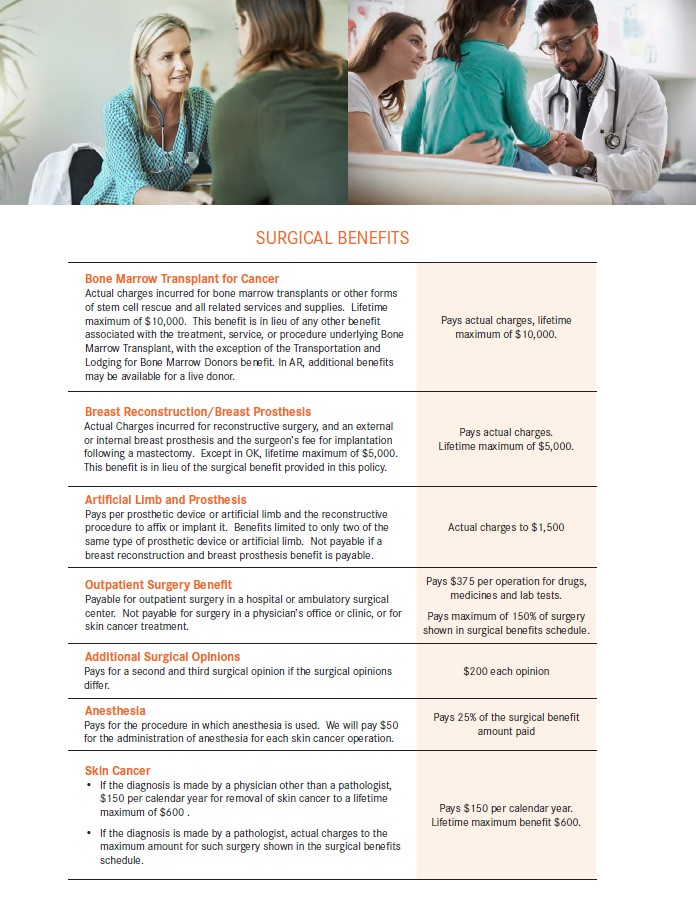 SURGICAL BENEFITS
Bone Marrow Transplant for Cancer
Actual charges incurred for bone marrow transplants or other forms
of stem cell rescue and all related services and supplies. Lifetime
maximum of $10,000. This benefit is in lieu of any other benefit
associated with the treatment, service, or procedure underlying Bone
Marrow Transplant, with the exception of the Transportation and
Lodging for Bone Marrow Donors benefit. In AR, additional benefits
may be available for a live donor.
Pays actual charges, lifetime
maximum of $10,000.
Breast Reconstruction/Breast Prosthesis
Actual Charges incurred for reconstructive surgery, and an external
or internal breast prosthesis and the surgeon's fee for implantation
following a mastectomy. Except in OK, lifetime maximum of $5,000.
This benefit is in lieu of the surgical benefit provided in this policy.
Pays actual charges.
Lifetime maximum of $5,000.
Artificial Limb and Prosthesis
Pays per prosthetic device or artificial limb and the reconstructive
procedure to affix or implant it. Benefits limited to only two of the
same type of prosthetic device or artificial limb. Not payable if a
breast reconstruction and breast prosthesis benefit is payable.
Actual charges to $1,500
Outpatient Surgery Benefit
Payable for outpatient surgery in a hospital or ambulatory surgical
center. Not payable for surgery in a physician's office or clinic, or for
skin cancer treatment.
Pays $375 per operation for drugs,
medicines and lab tests.
Pays maximum of 150% of surgery
shown in surgical benefits schedule.
Additional Surgical Opinions
Pays for a second and third surgical opinion if the surgical opinions
differ.
$200 each opinion
Anesthesia
Pays for the procedure in which anesthesia is used. We will pay $50
for the administration of anesthesia for each skin cancer operation.
Pays 25% of the surgical benefit
amount paid
Skin Cancer
• If the diagnosis is made by a physician other than a pathologist,
$150 per calendar year for removal of skin cancer to a lifetime
maximum of $600 .
• If the diagnosis is made by a pathologist, actual charges to the
maximum amount for such surgery shown in the surgical benefits
schedule.
Pays $150 per calendar year.
Lifetime maximum benefit $600.